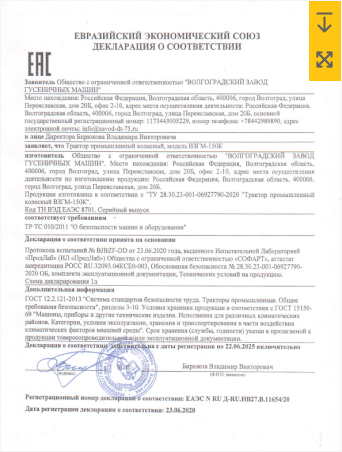 ЕВРАЗИЙСКИЙ ЭКОНОМИЧЕСКИЙ СОЮЗ
ДЕКЛАРАЦИЯ О СООТВЕТСТВИИ
ЕАС
Заявитель Общество с ограниченной ответственностью "ВОЛГОГРАДСКИЙ ЗАВОД
ГУСЕНИЧНЫХ МАШИН"
Место нахождения: Российская Федерация, Волгоградская область, 400006, город Волгоград, улица
Переяславская, дом 20Б, офис 2-10, адрес места осуществления деятельности: Российская Федерация,
Волгоградская область, 400006, город Волгоград, улица Переяславская, дом 20Б, основной
государственный регистрационный номер: 1173443005229, номер телефона: +78442989890, адрес
электронной почты: info@zavod-dt-75.ru
в лице Директора Бирюкова Владимира Викторовича
заявляет, что Трактор промышленный колесный, модель ВЗГМ-150К
изготовитель Общество с ограниченной ответственностью "ВОЛГОГРАДСКИЙ ЗАВОД
ГУСЕНИЧНЫХ МАШИН". Место нахождения: Российская Федерация, Волгоградская область,
400006, город Волгоград, улица Переяславская, дом 20Б, офис 2-10, адрес места осуществления
деятельности по изготовлению продукции: Российская Федерация, Волгоградская область, 400006,
город Волгоград, улица Переяславская, дом 20Б.
Продукция изготовлена в соответствии с "ТУ 28.30.23-001-06927790-2020 "Трактор промышленный
колесный ВЗГМ-150К".
Код ТН ВЭД ЕАЭС 8701. Серийный выпуск
соответствует требованиям
ТР ТС 010/2011 "О безопасности машин и оборудования"
Декларация о соответствии принята на основании
Протокола испытаний № BJBZF-DD от 23.06.2020 года, выданного Испытательной Лабораторией
«ПродЛаб» (ИЛ «ПродЛаб») Общество с ограниченной ответственностью «СОФАРТ», аттестат
аккредитации РОСС RU.32093.04, Обоснования безопасности № 28.30.23-001-06927790-
2020 ОБ, комплекта эксплуатационной документации, Технических условий на продукцию.
Схема декларирования 1д
Дополнительная информация
ГОСТ 12.2.121-2013 "Система стандартов безопасности труда. Тракторы промышленные. Общие
требования безопасности", разделы 3-10. Условия хранения продукции в соответствии с ГОСТ 15150-
69 "Машины, приборы и другие технические изделия. Исполнения для различных климатических
районов. Категории, условия эксплуатации, хранения и транспортирования в части воздействия
климатических факторов внешней среды". Срок хранения (службы, годности) указан в прилагаемой к
продукции товаросопроводительной и/или эксплуатационной документации.
Декларация о соответствии действительна с даты регистрации по 22.06.2025 включительно
Бирюков Владимир Викторович
(Ф.И.О. заявителя)
Регистрационный номер декларации о соответствии: ЕАЭС N RU Д-RU.НВ27.В.11654/20
Дата регистрации декларации о соответствии: 23.06.2020